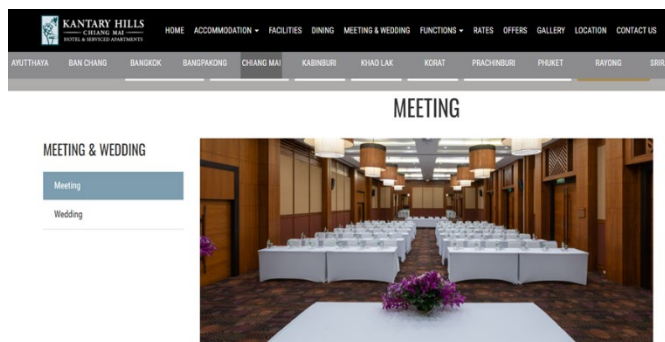 KANTARY HILLS
CHIANG MAI
HOTEL & SERVICED APARTMENTS
HOME ACCOMMODATION FACILITIES DINING MEETING & WEDDING FUNCTIONS RATES OFFERS GALLERY LOCATION CONTACT US
AYUTTHAYA BAN CHANG BANGKOK BANGPAKONG CHIANG MAI KABINBURI KHAO LAK KORAT PRACHINBURI PHUKET RAYONG SRIR
MEETING
MEETING & WEDDING
Meeting
Wedding